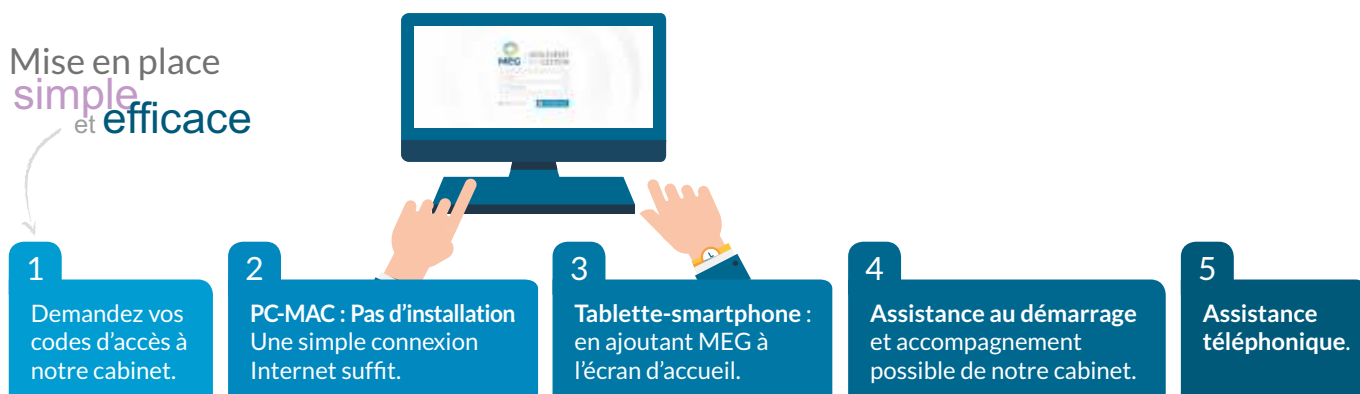 Mise en place
simple
et efficace
MEG
1
Demandez vos
codes d'accès à
notre cabinet.
2
PC-MAC : Pas d'installation
Une simple connexion
Internet suffit.
3
Tablette-smartphone :
en ajoutant MEG à
l'écran d'accueil.
4
Assistance au démarrage
et accompagnement
possible de notre cabinet.
5
Assistance
téléphonique.